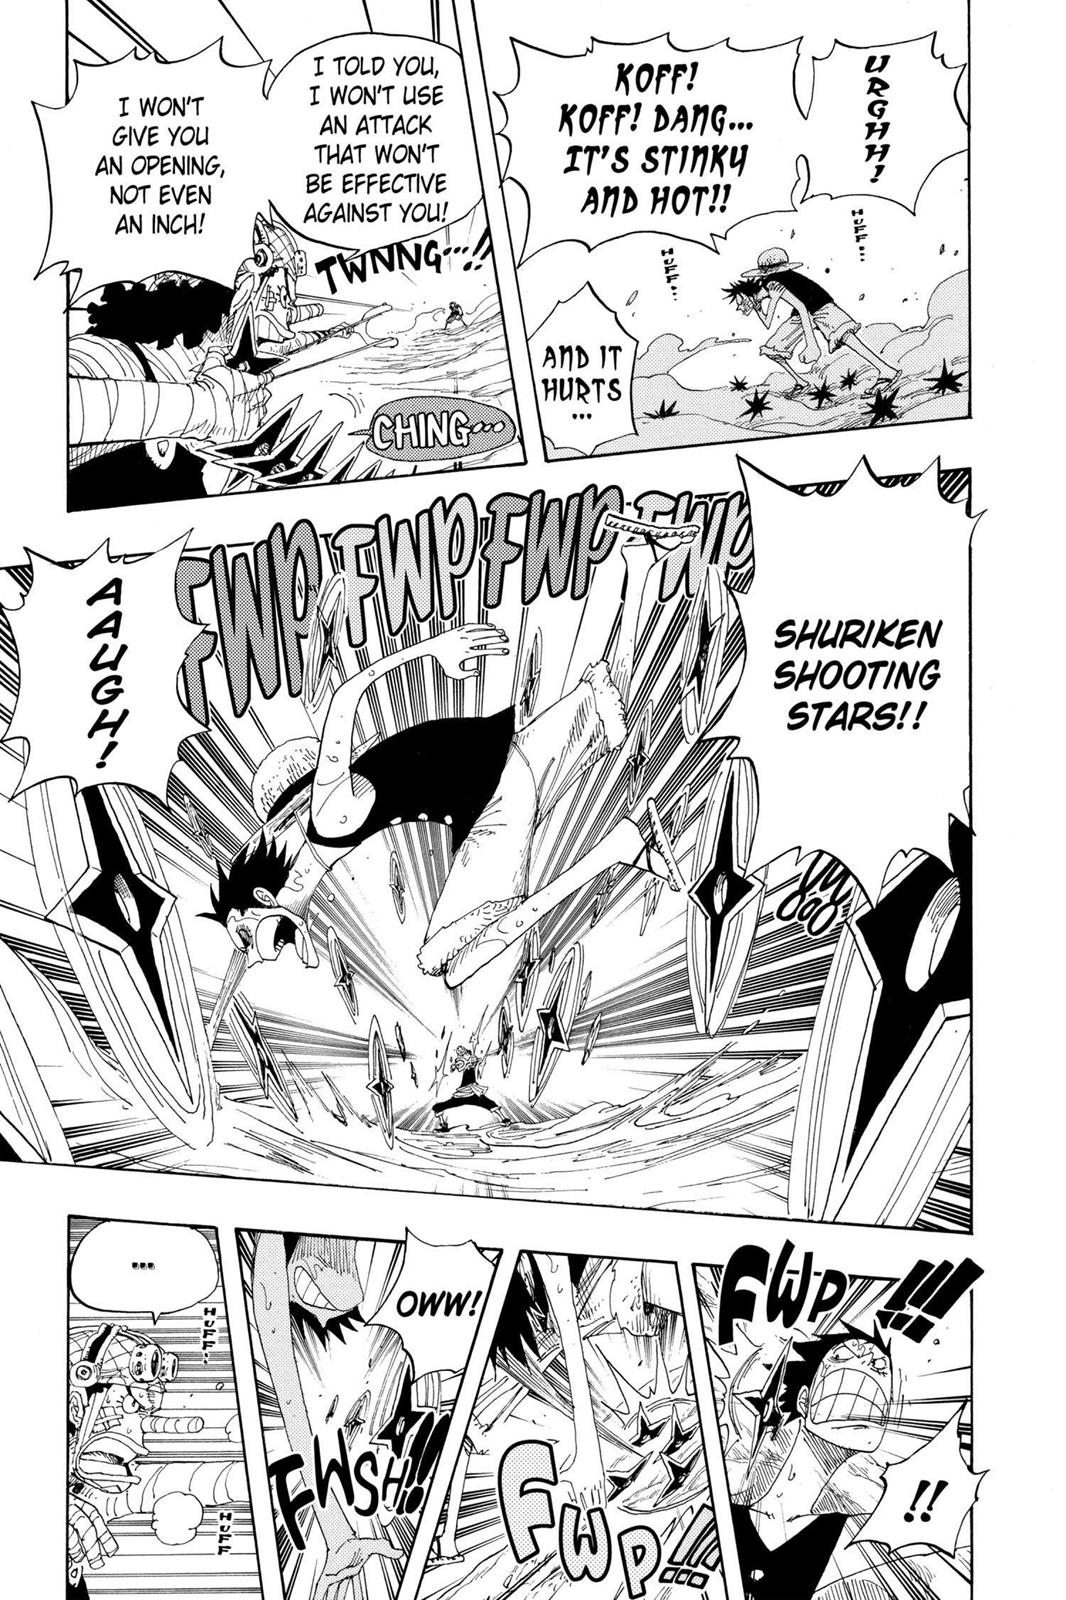 URGHH!
KOFF!
KOFF! DANG...
IT'S STINKY
AND HOT!!
HUFF...
HUFF...
AND IT
HURTS
...
I TOLD YOU,
I WON'T USE
AN ATTACK
THAT WON'T
BE EFFECTIVE
AGAINST YOU!
I WON'T
GIVE YOU
AN OPENING,
NOT EVEN
AN INCH!
TWNNG...!!
CHING...
SHURIKEN
SHOOTING
STARS!!
FWP FWP FWP FWP
AAUGH!
FWP!!!
!!
FWP!!!
OWW!
FWSH!!
...
HUFF..
HUFF